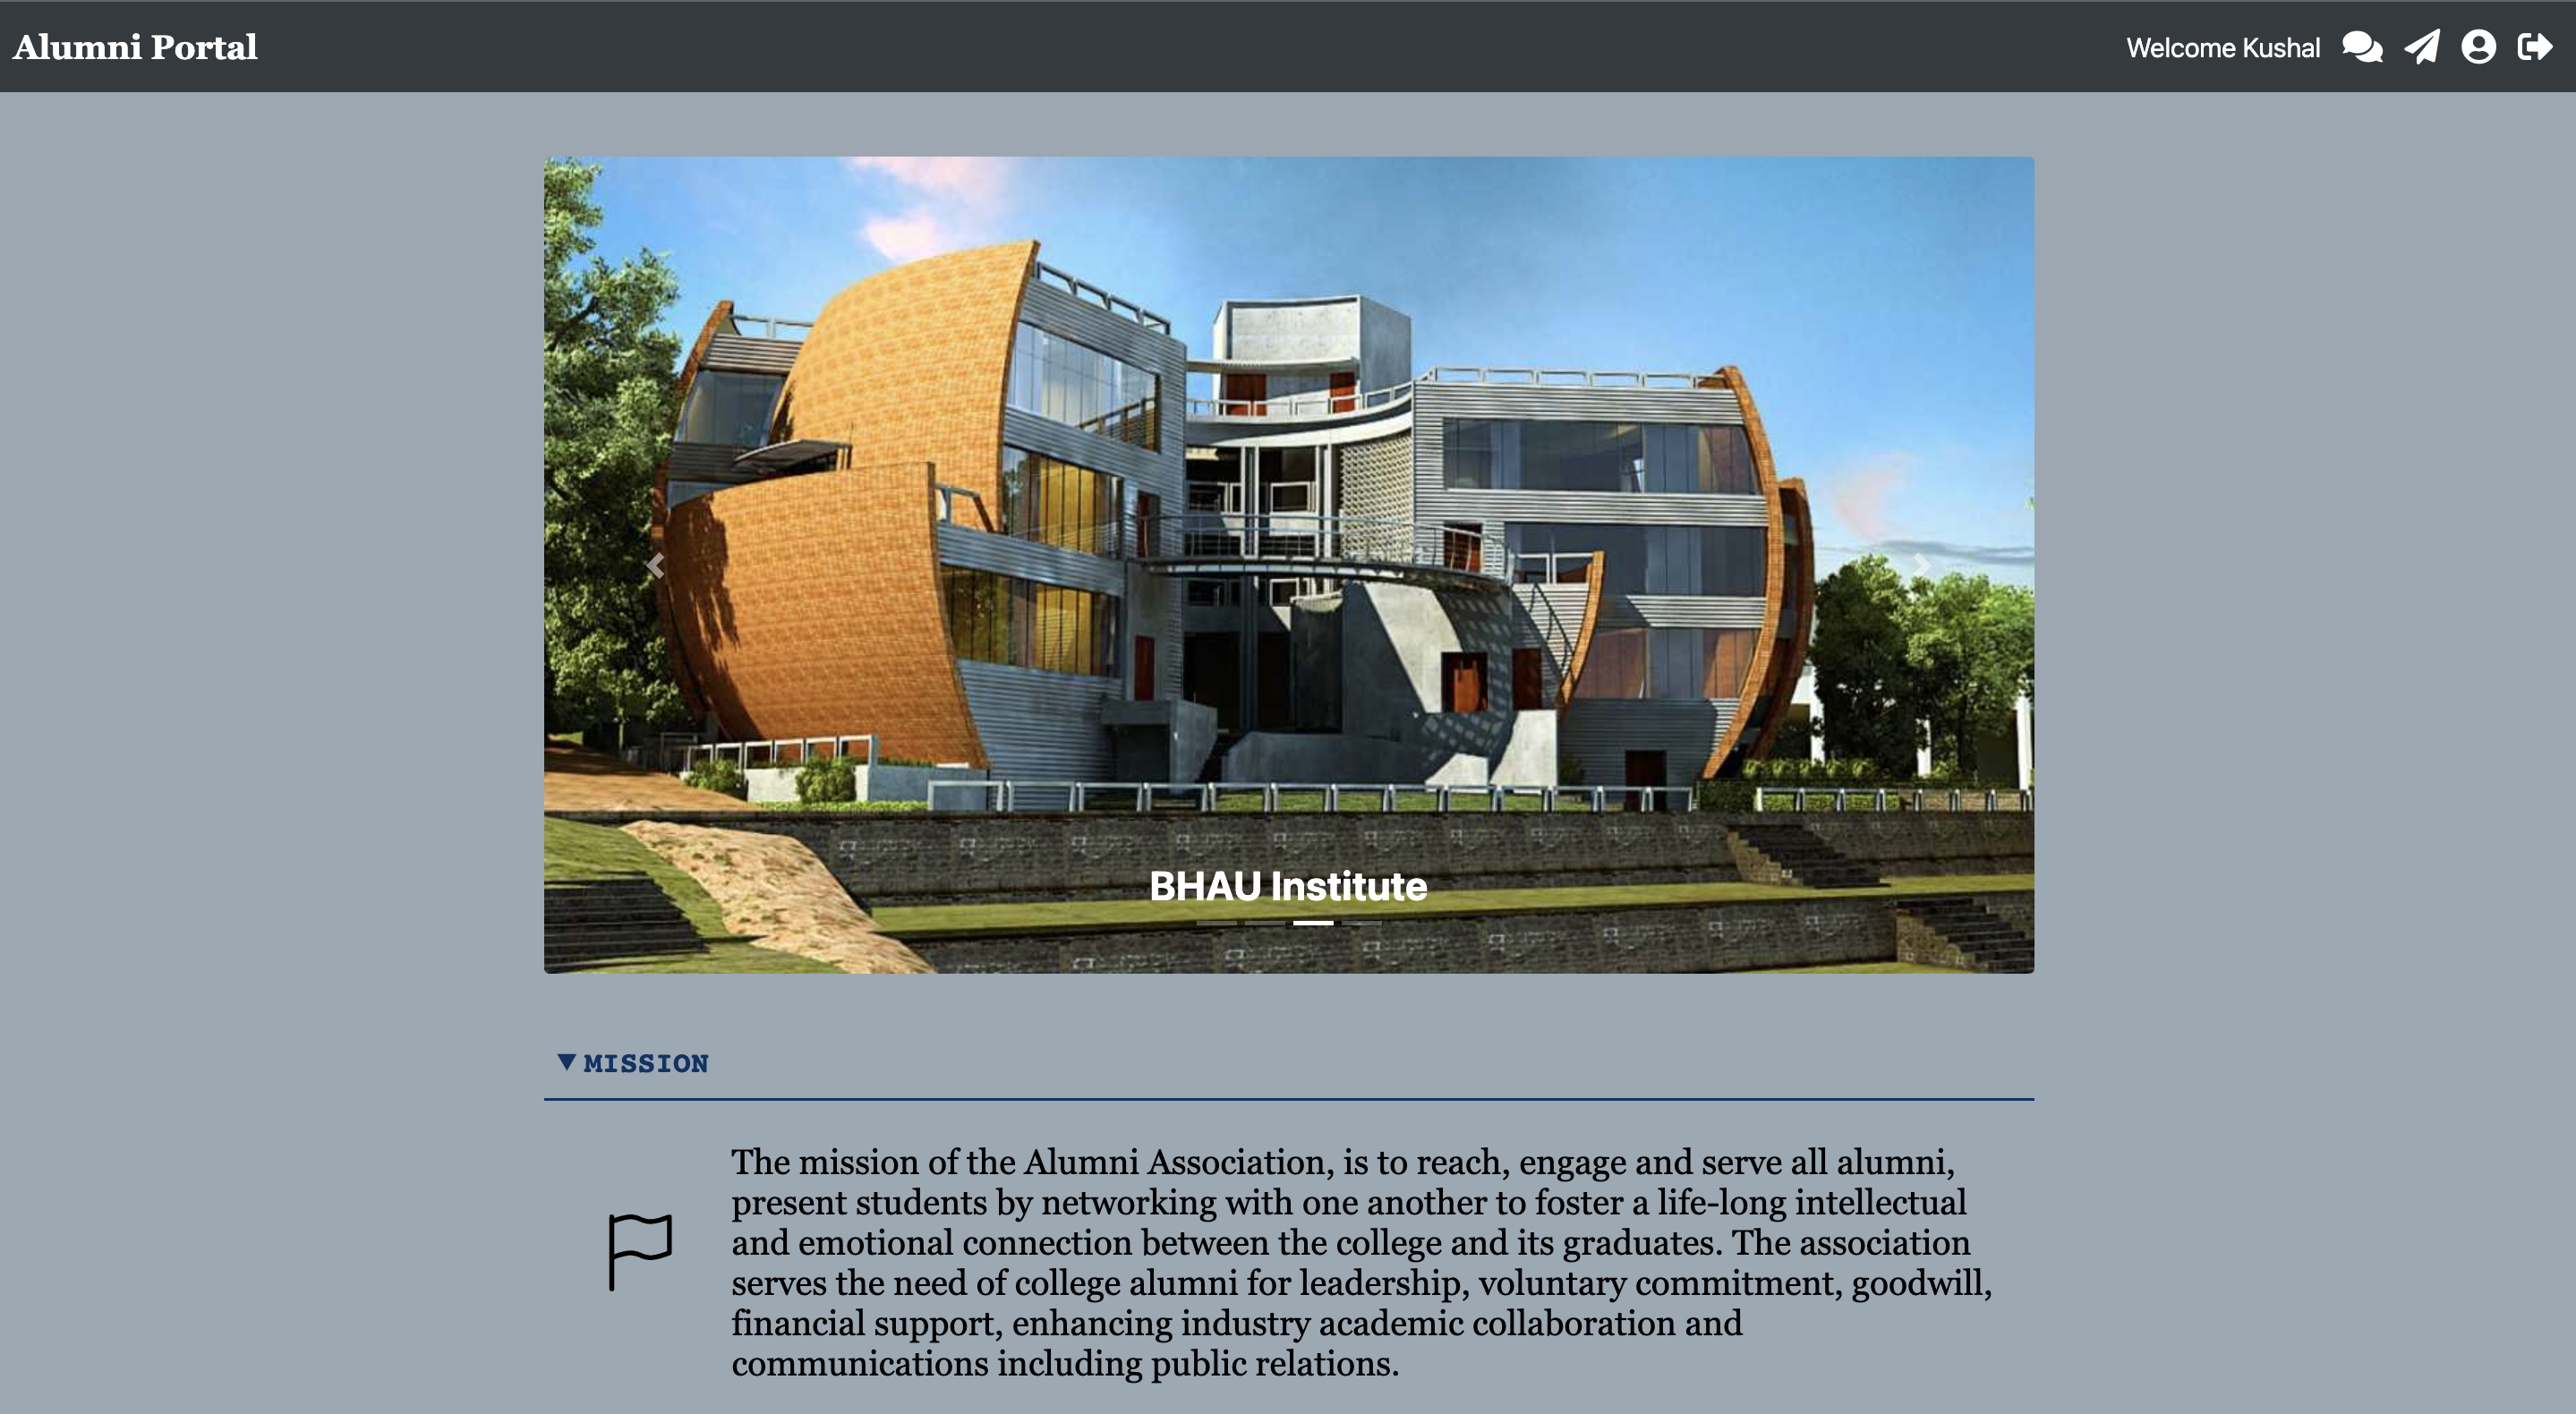 Alumni Portal
Welcome Kushal
BHAU Institute
MISSION
The mission of the Alumni Association, is to reach, engage and serve all alumni,
present students by networking with one another to foster a life-long intellectual
and emotional connection between the college and its graduates. The association
serves the need of college alumni for leadership, voluntary commitment, goodwill,
financial support, enhancing industry academic collaboration and
communications including public relations.